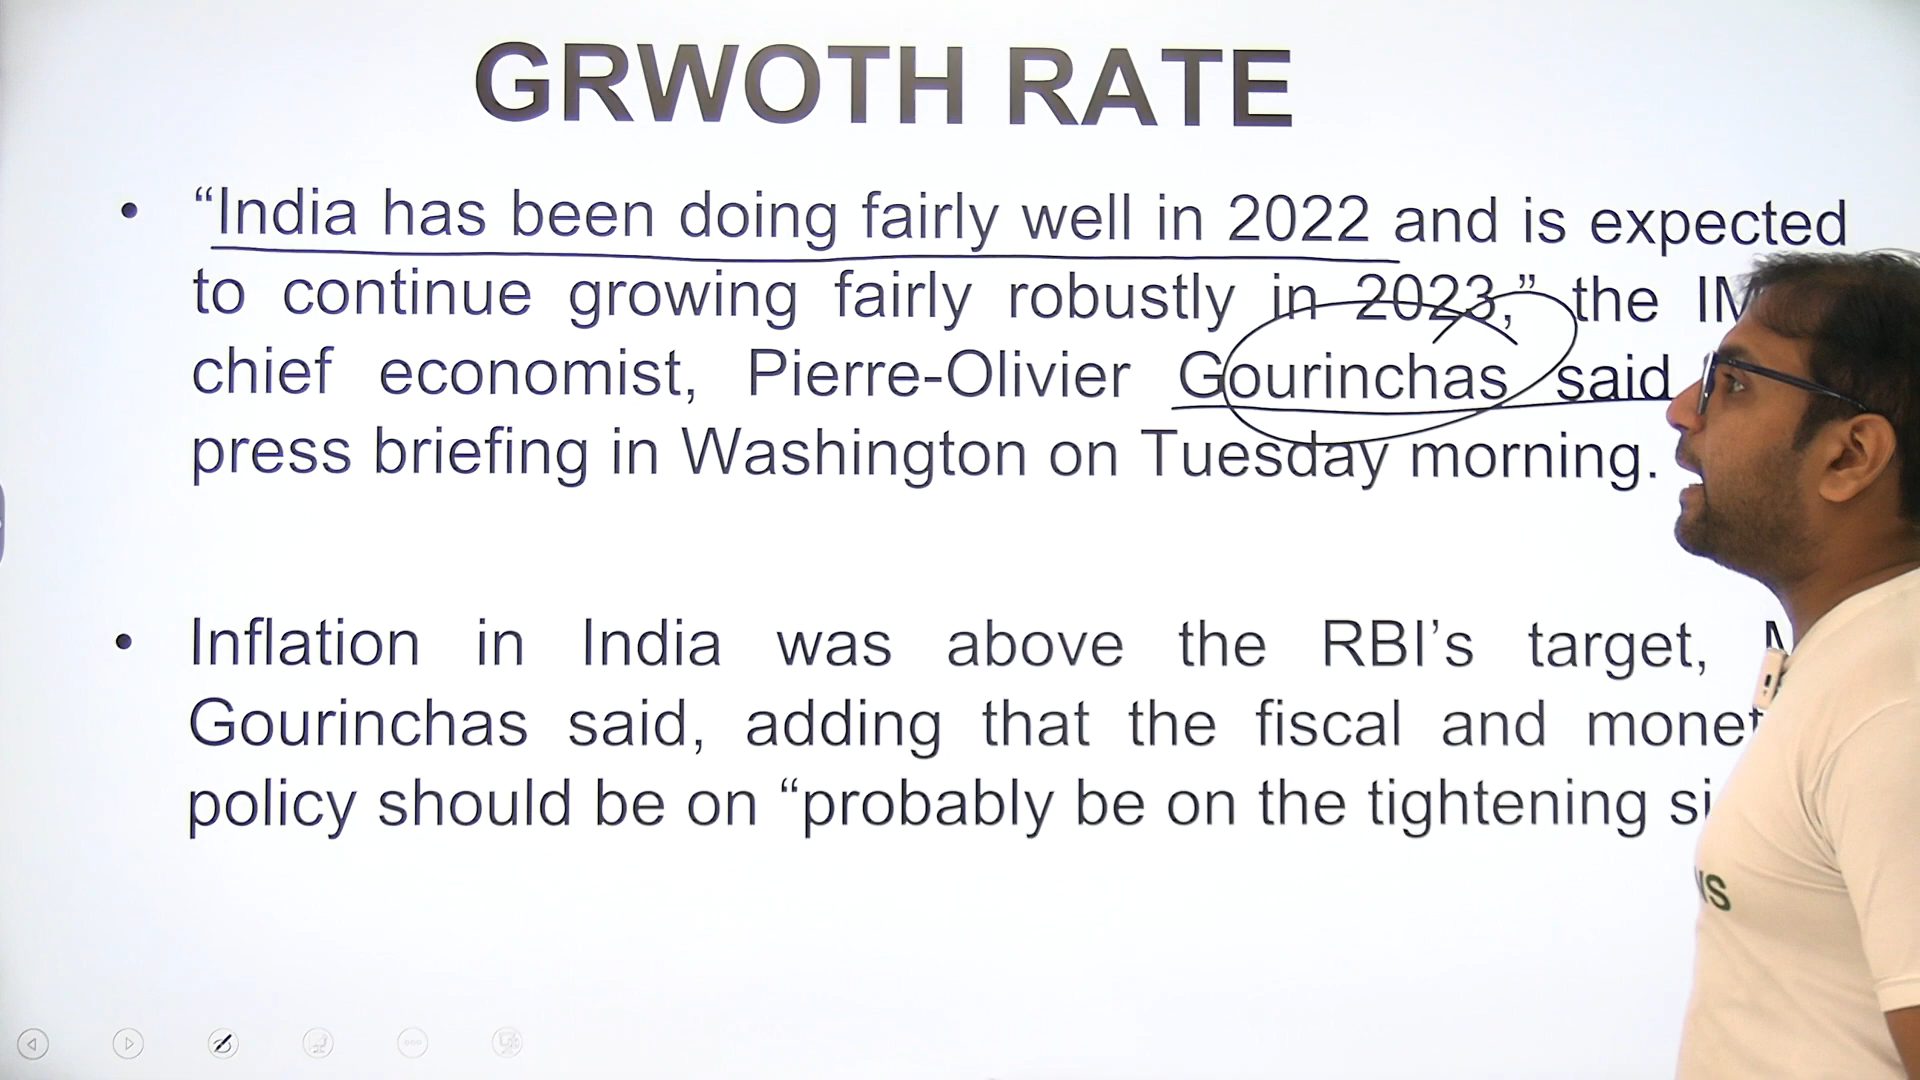 GRWOTH RATE
• “India has been doing fairly well in 2022 and is expected
to continue growing fairly robustly in 2023,” the
chief economist, Pierre-Olivier Gourinchas said
press briefing in Washington on Tuesday morning.
• Inflation in India was above the RBI’s target,
Gourinchas said, adding that the fiscal and
policy should be on “probably be on the tightening